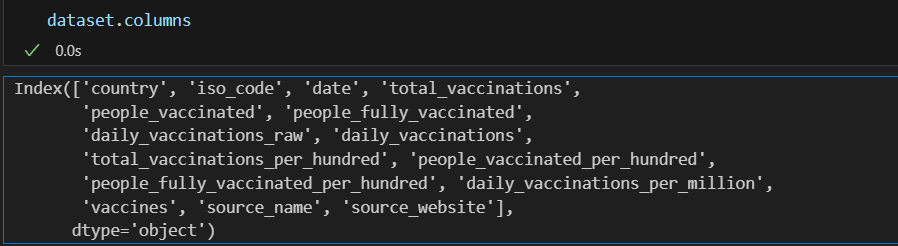 dataset.columns
0.0s
Index(['country', 'iso_code', 'date', 'total_vaccinations',
'people_vaccinated', 'people_fully_vaccinated',
'daily_vaccinations_raw', 'daily_vaccinations',
'total_vaccinations_per_hundred', 'people_vaccinated_per_hundred',
'people_fully_vaccinated_per_hundred', 'daily_vaccinations_per_million',
'vaccines', 'source_name', 'source_website'],
dtype='object')